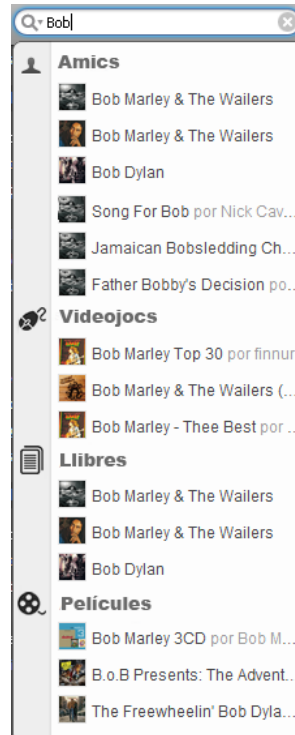 Bob
Amics
Bob Marley & The Wailers
Bob Marley & The Wailers
Bob Dylan
Song For Bob por Nick Cav...
Jamaican Bobsledding Ch...
Father Bobby's Decision po...
Videojocs
Bob Marley Top 30 por finnur
Bob Marley & The Wailers (...
Bob Marley - Thee Best por ...
Llibres
Bob Marley & The Wailers
Bob Marley & The Wailers
Bob Dylan
Películes
Bob Marley 3CD por Bob M...
B.o.B Presents: The Advent...
The Freewheelin' Bob Dyla...